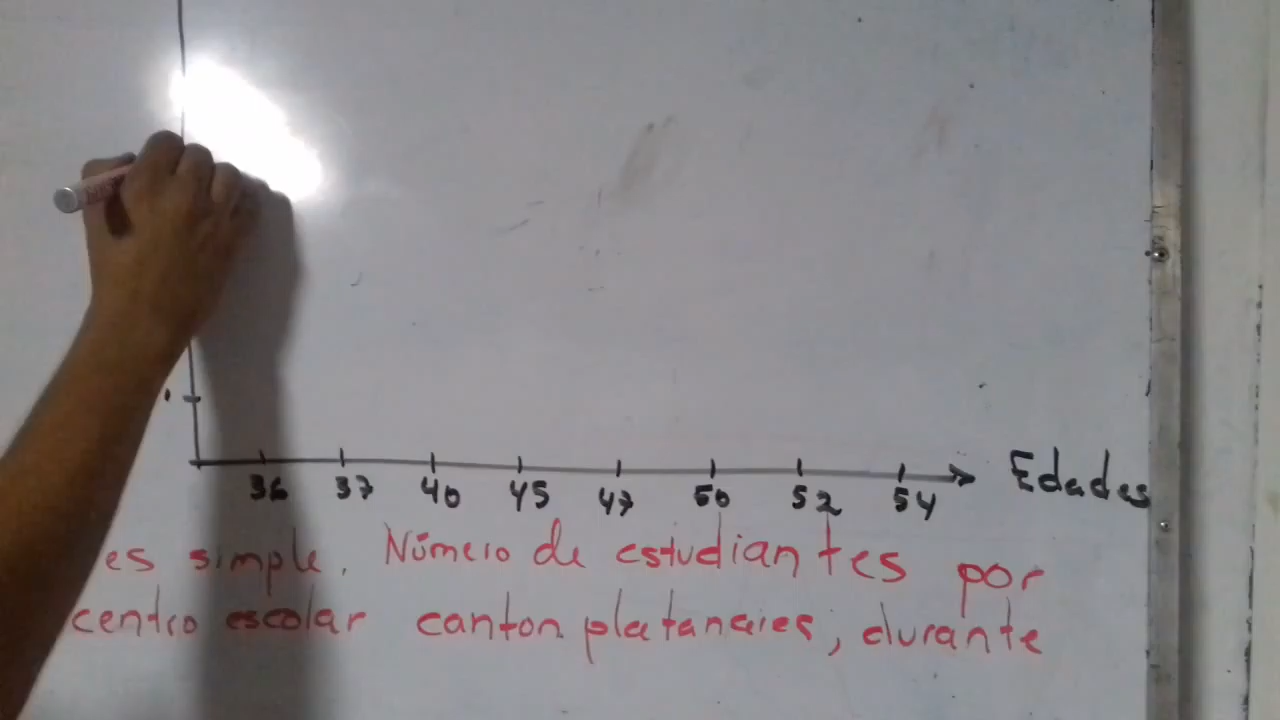 36 37 40 45 47 50 52 54 Edades
es simple. Número de estudiantes por
centro escolar canton platanares, durante